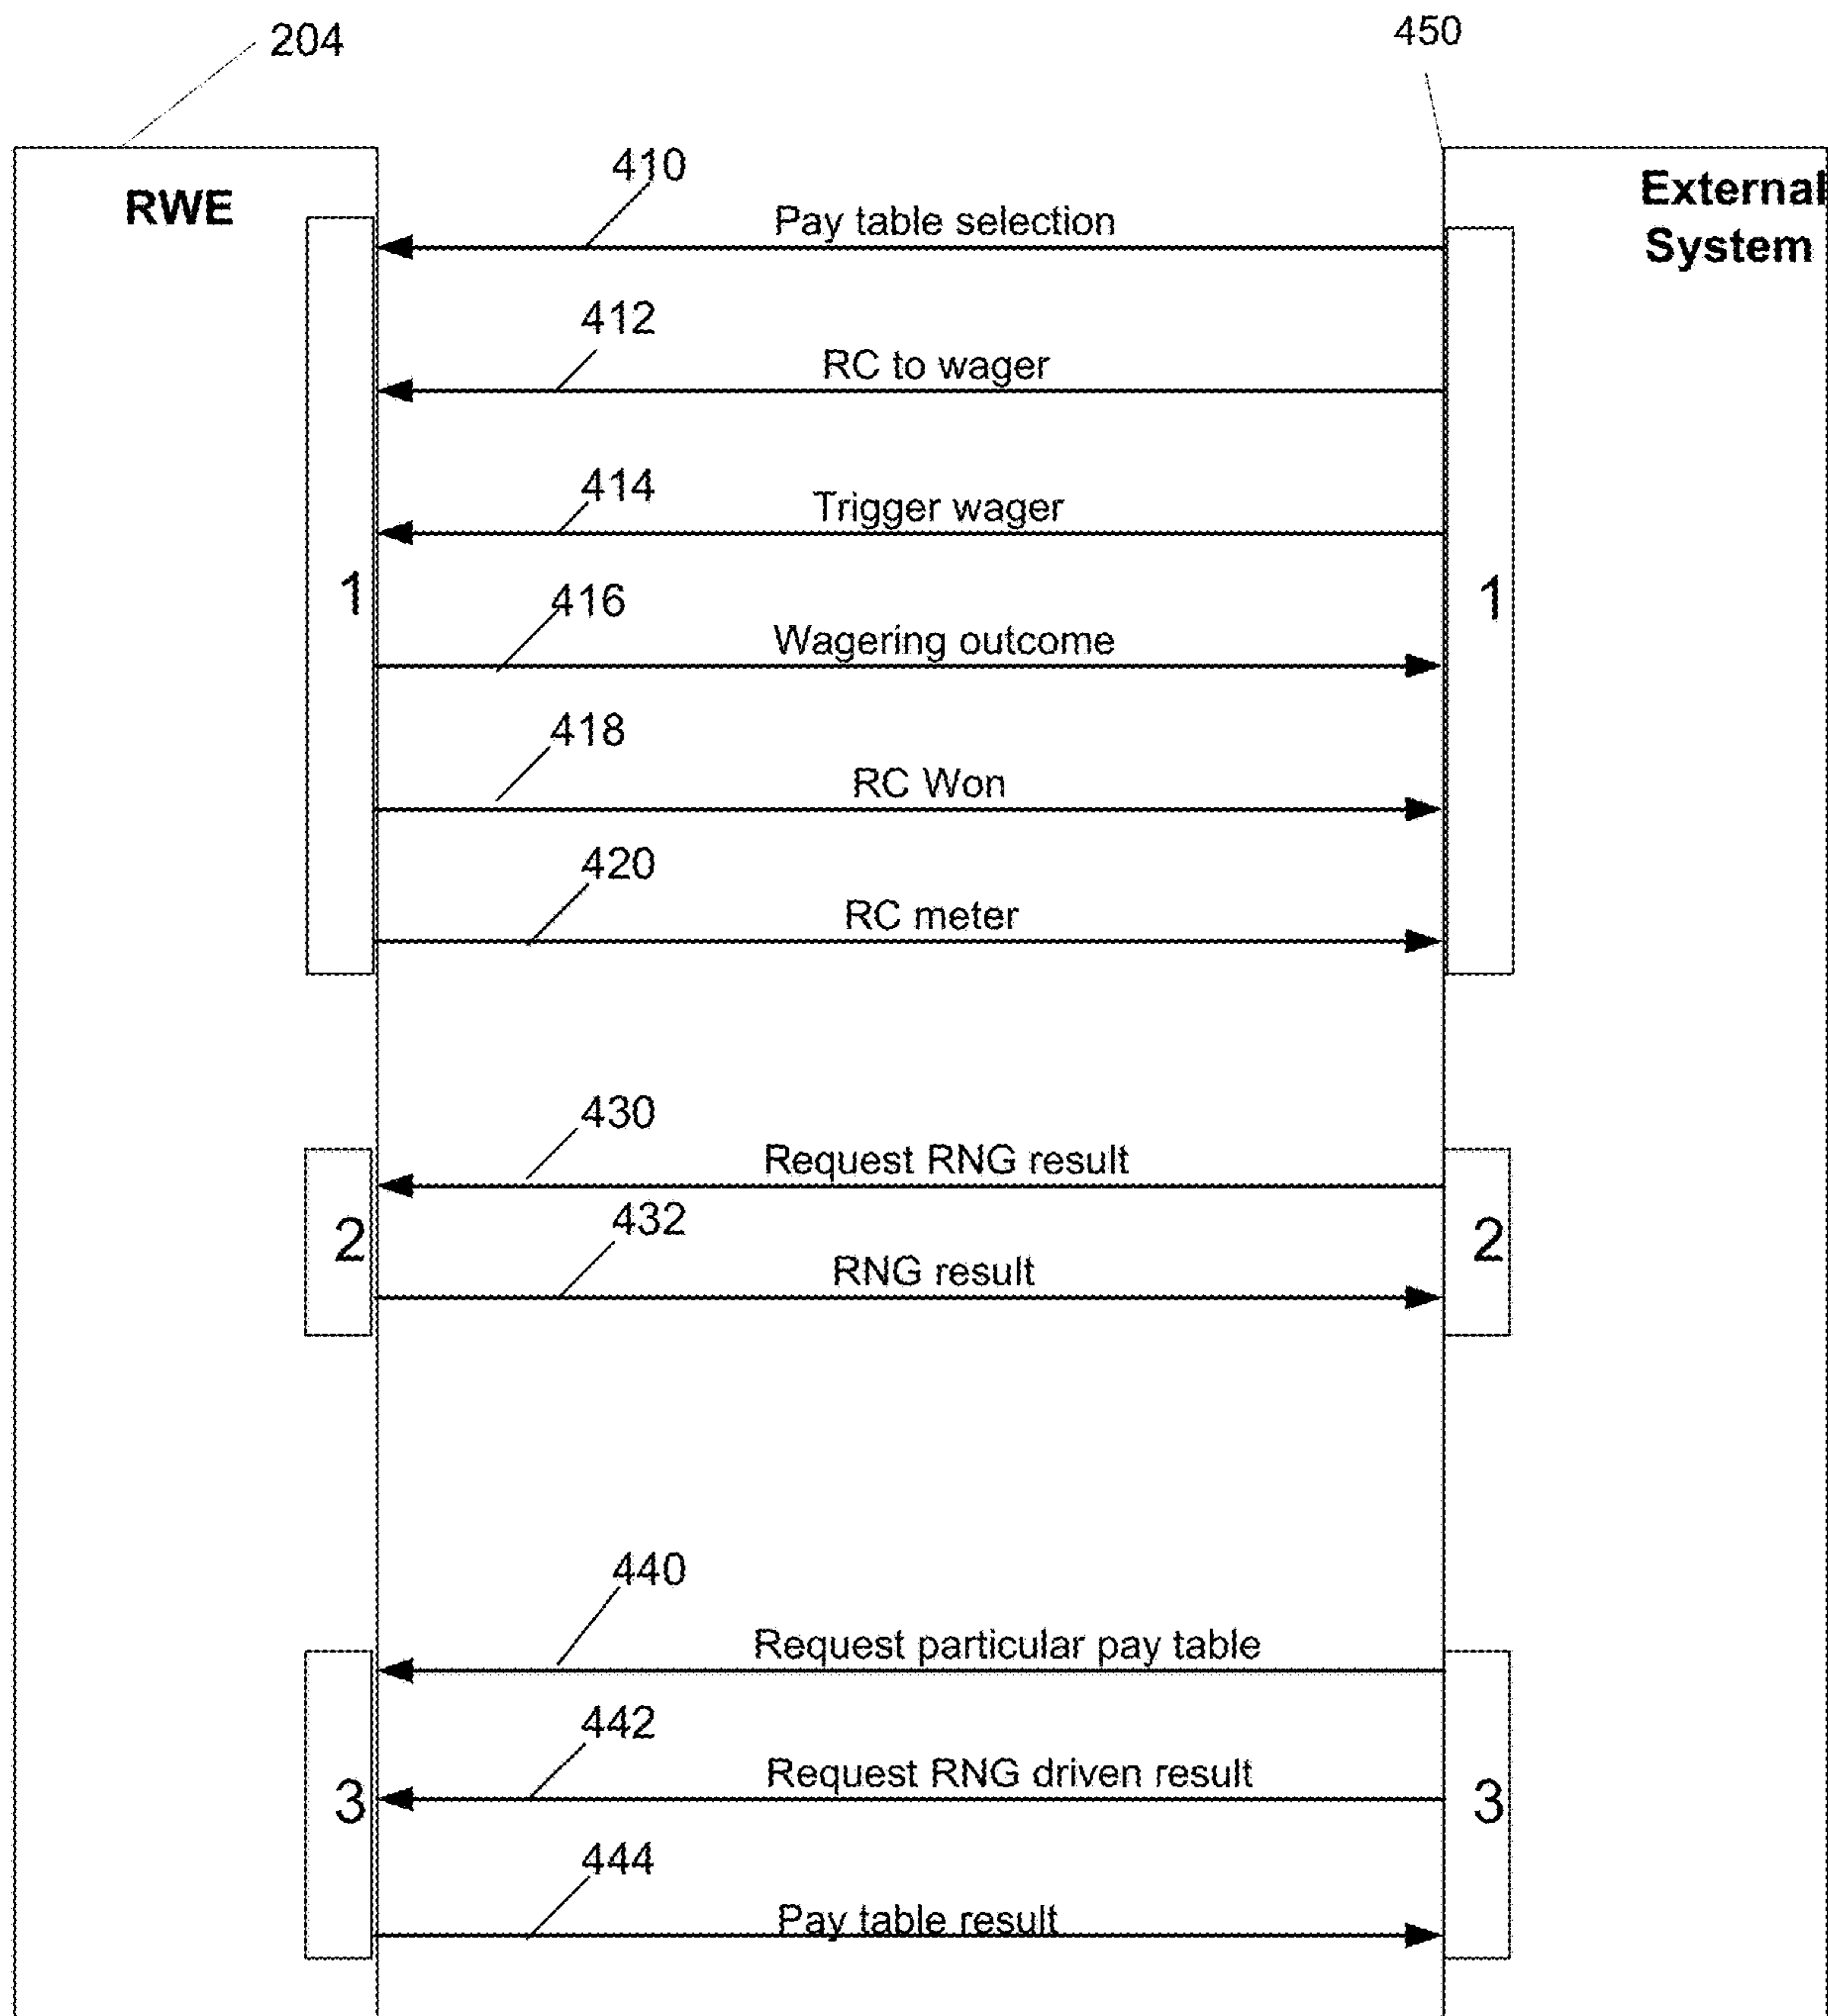 204
450
RWE
External
System
410
Pay table selection
412
RC to wager
414
Trigger wager
1
1
416
Wagering outcome
418
RC Won
420
RC meter
430
Request RNG result
2
2
432
RNG result
440
Request particular pay table
442
Request RNG driven result
3
3
444
Pay table result